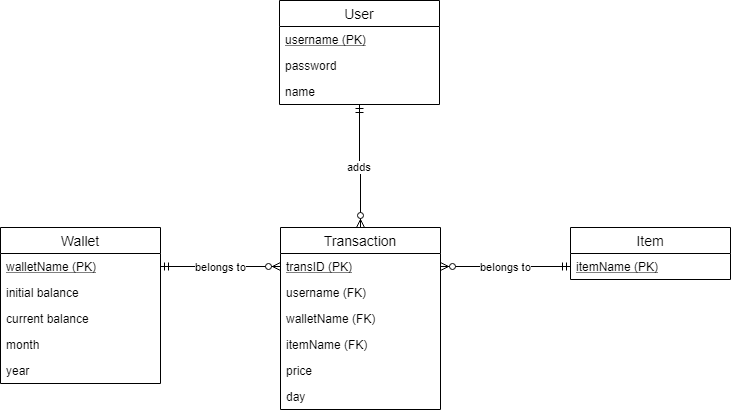 User
username (PK)
password
name
adds
Wallet
walletName (PK)
initial balance
current balance
month
year
belongs to
Transaction
transID (PK)
username (FK)
walletName (FK)
itemName (FK)
price
day
belongs to
Item
itemName (PK)